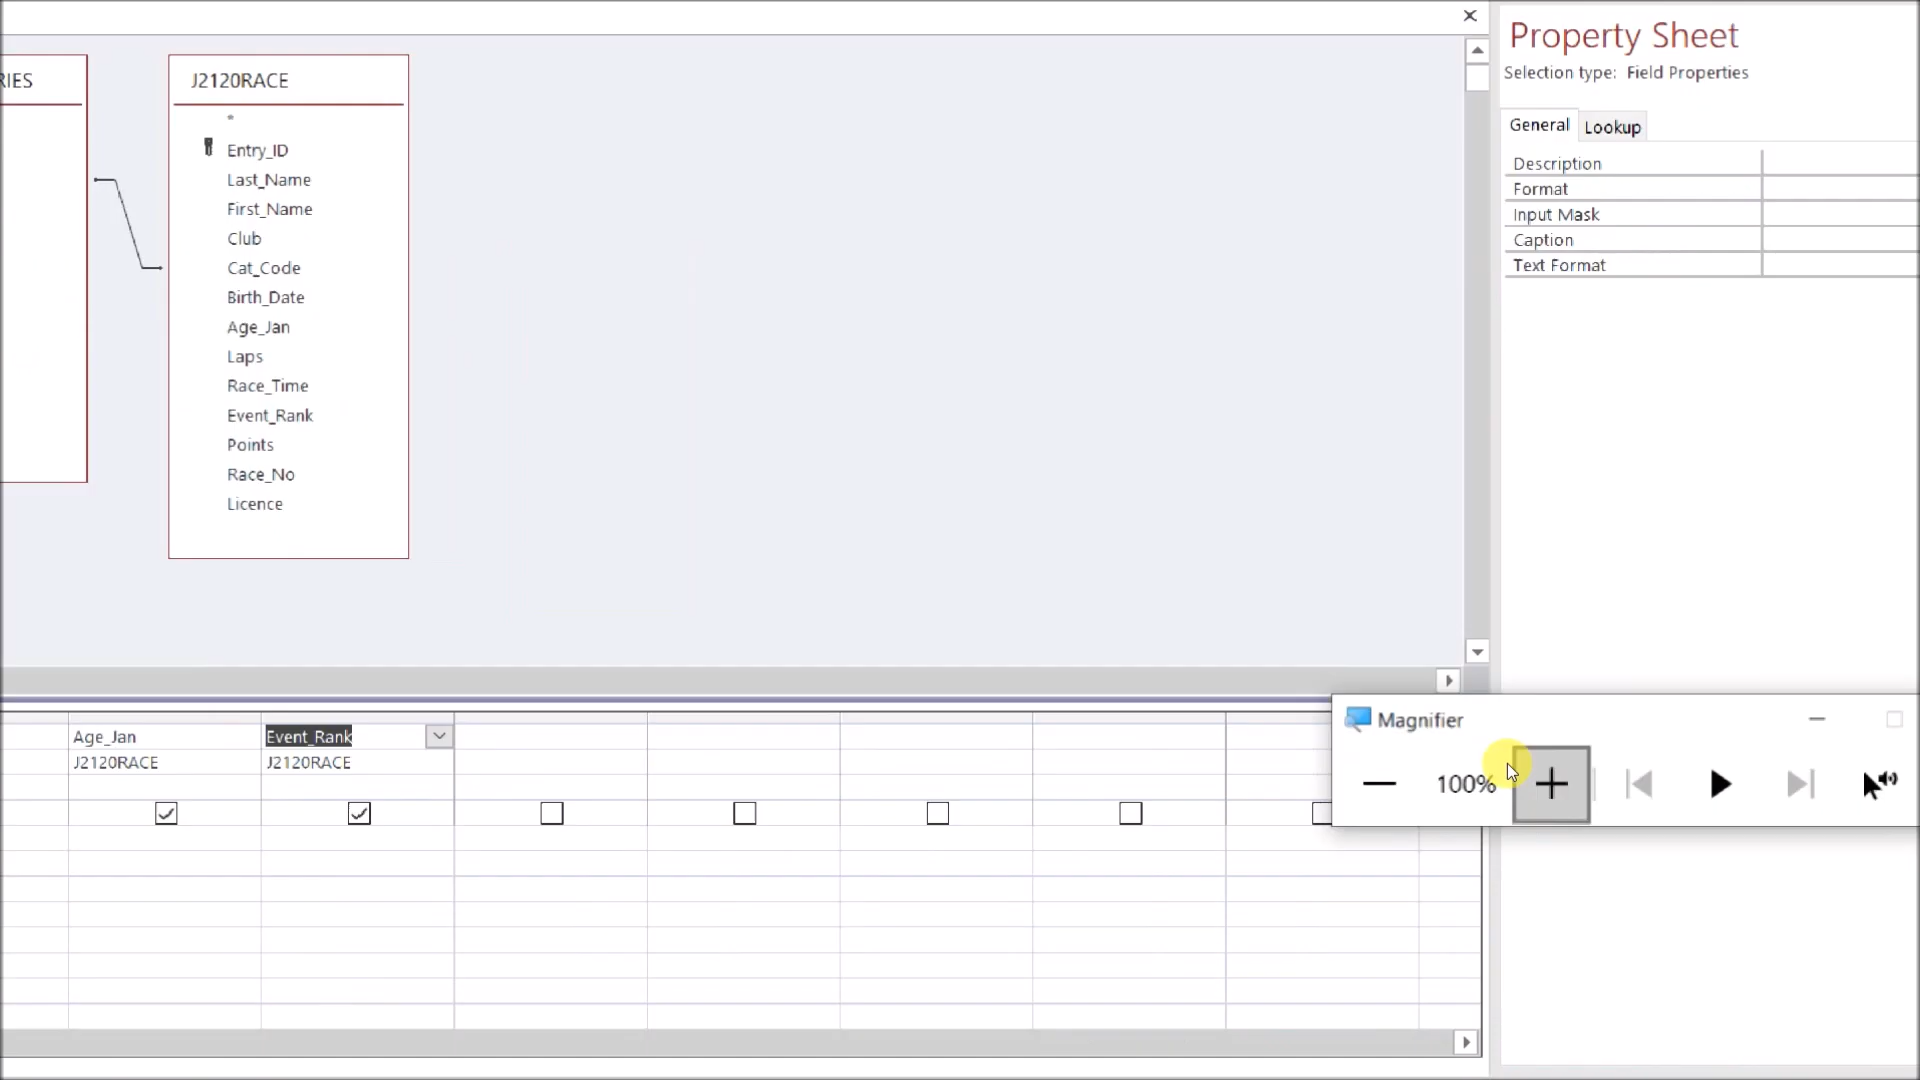 RIES
J2120RACE
*
Entry_ID
Last_Name
First_Name
Club
Cat_Code
Birth_Date
Age_Jan
Laps
Race_Time
Event_Rank
Points
Race_No
Licence
Property Sheet
Selection type: Field Properties
General Lookup
Description
Format
Input Mask
Caption
Text Format
Age_Jan Event_Rank
J2120RACE J2120RACE
Magnifier
100%